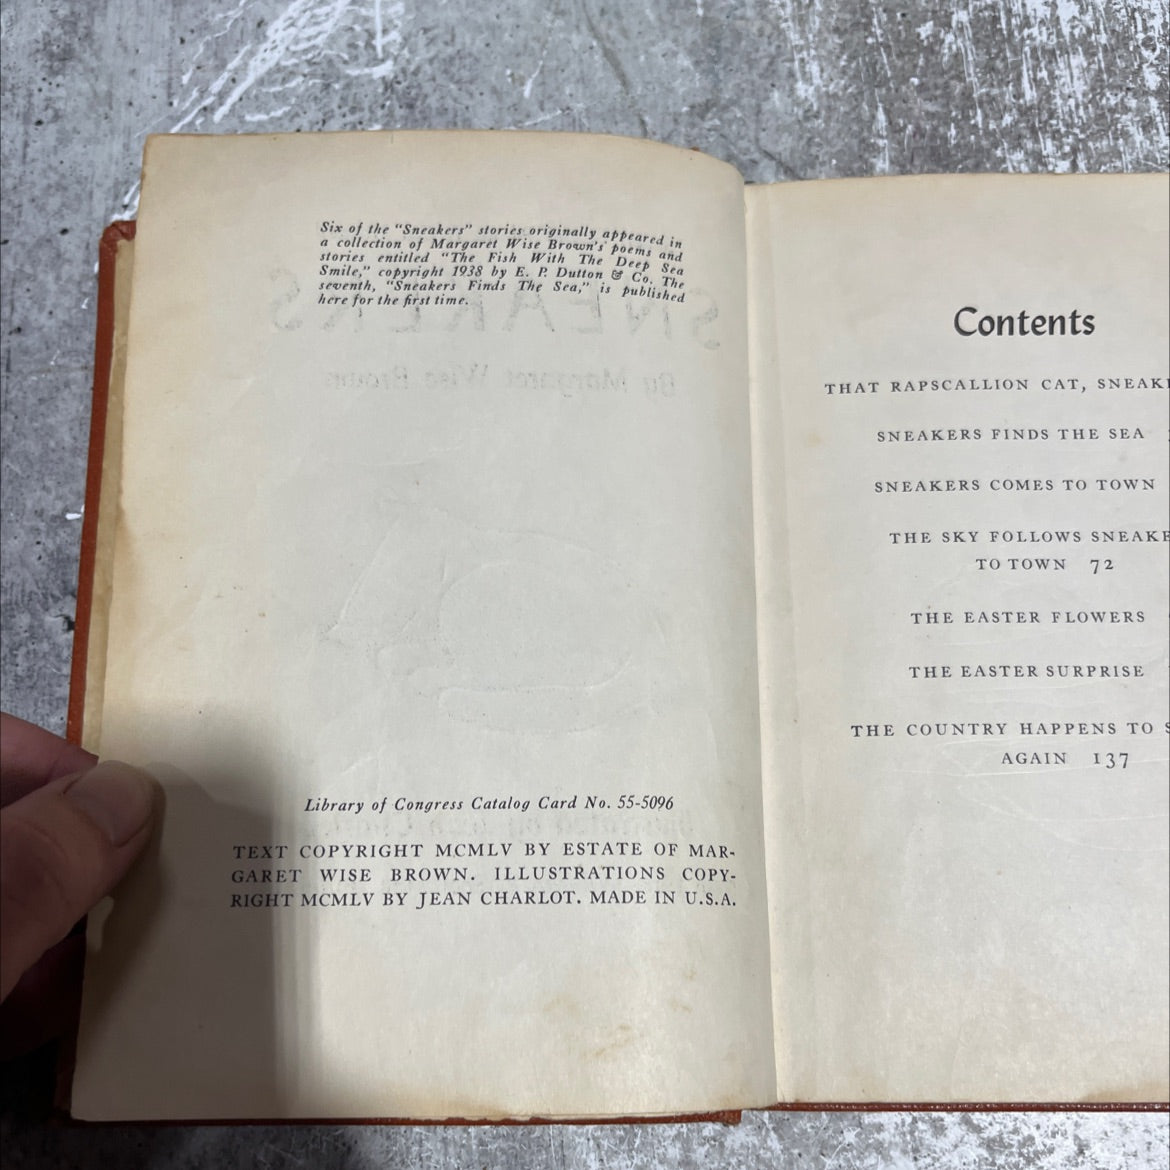 Six of the "Sneakers" stories originally appeared in
a collection of Margaret Wise Brown's poems and
stories entitled "The Fish With The Deep Sea
Smile," copyright 1938 by E. P. Dutton & Co. The
seventh, "Sneakers Finds The Sea," is published
here for the first time.
Library of Congress Catalog Card No. 55-5096
TEXT COPYRIGHT MCMLV BY ESTATE OF MAR-
GARET WISE BROWN. ILLUSTRATIONS COPY-
RIGHT MCMLV BY JEAN CHARLOT. MADE IN U.S.A.
Contents
THAT RAPSCALLION CAT,
SNEAKERS FINDS THE SEA
SNEAKERS COMES TO TOWN
THE SKY FOLLOWS
TO TOWN 72
THE EASTER FLOWERS
THE EASTER SURPRISE
THE COUNTRY HAPPENS TO
AGAIN 137